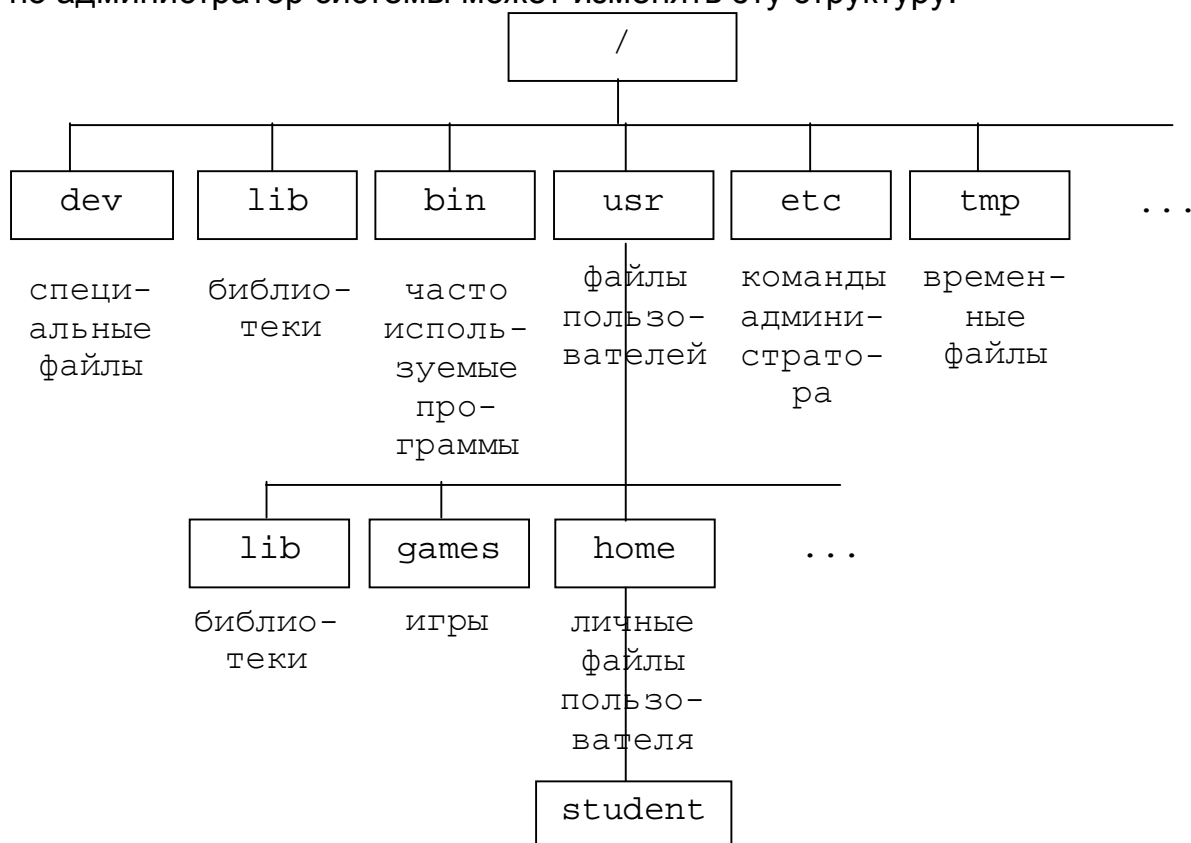 но администратор системы может изменять эту структуру.
/
dev lib bin usr etc tmp ...
специ-
альные
файлы
библио-
теки
часто
исполь-
зуемые
про-
граммы
файлы
пользо-
вателей
команды
админи-
страто-
ра
времен-
ные
файлы
lib games home ...
библио-
теки
игры
личные
файлы
пользо-
вателя
student